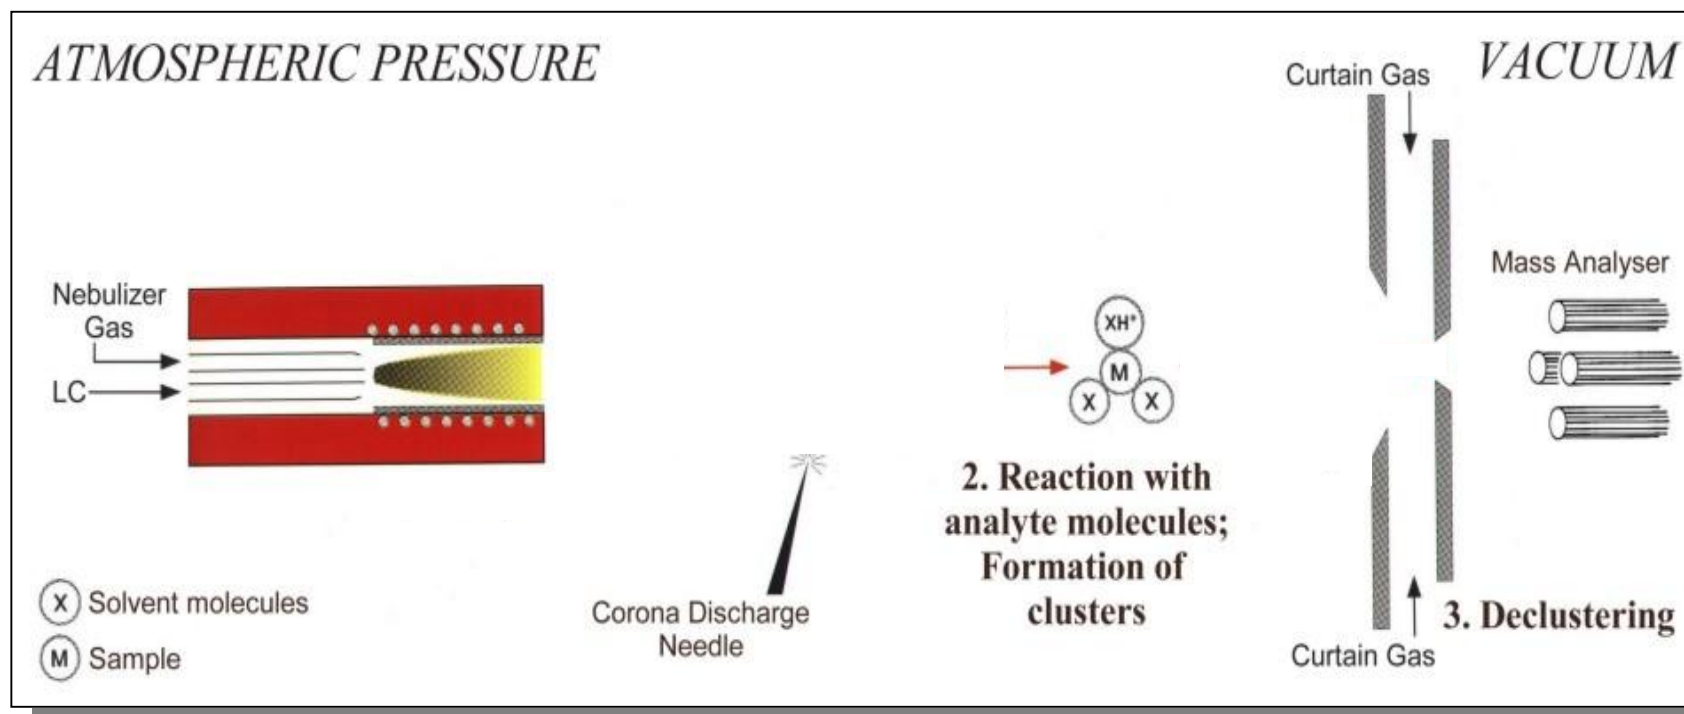 ATMOSPHERIC PRESSURE
VACUUM
Curtain Gas
Mass Analyser
Nebulizer
Gas
LC
XH⁺
M
X
X
2. Reaction with
analyte molecules;
Formation of
clusters
X Solvent molecules
M Sample
Corona Discharge
Needle
3. Declustering
Curtain Gas